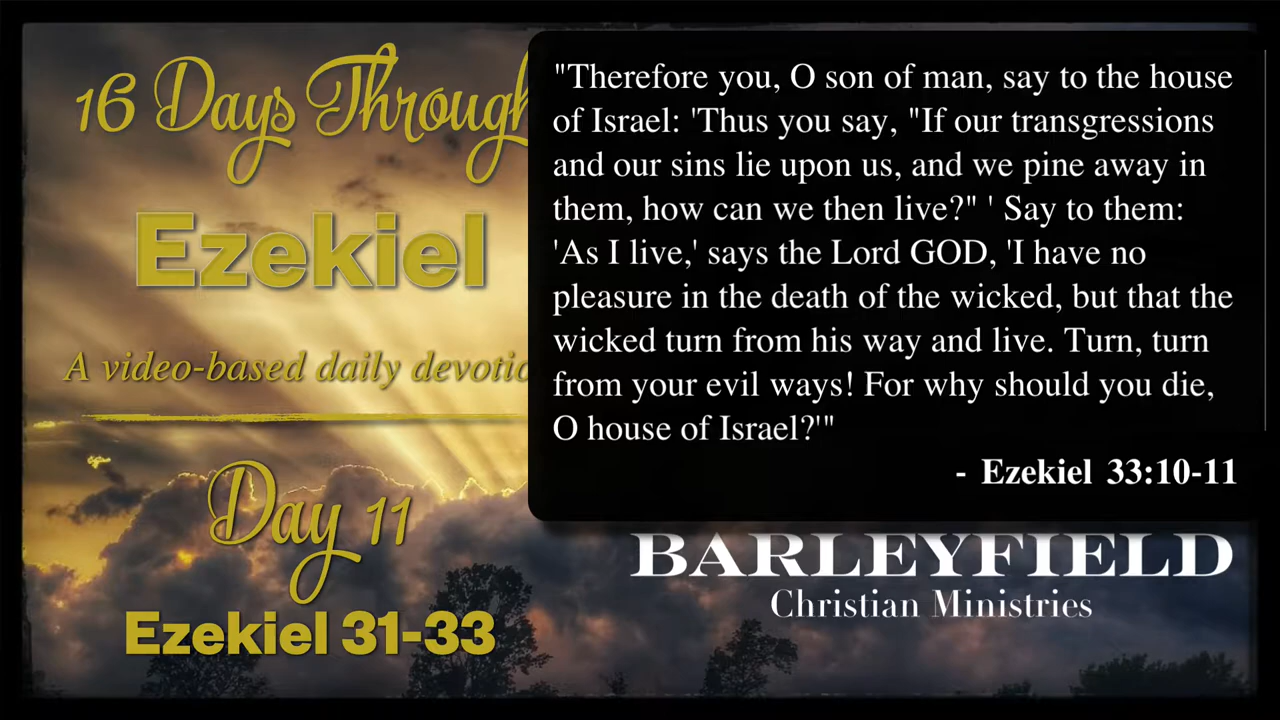 16 Days Through
Ezekiel
A video-based daily devotio
Day 11
Ezekiel 31-33
"Therefore you, O son of man, say to the house
of Israel: 'Thus you say, "If our transgressions
and our sins lie upon us, and we pine away in
them, how can we then live?" ' Say to them:
'As I live,' says the Lord GOD, 'I have no
pleasure in the death of the wicked, but that the
wicked turn from his way and live. Turn, turn
from your evil ways! For why should you die,
O house of Israel?'"
- Ezekiel 33:10-11
BARLEYFIELD
Christian Ministries